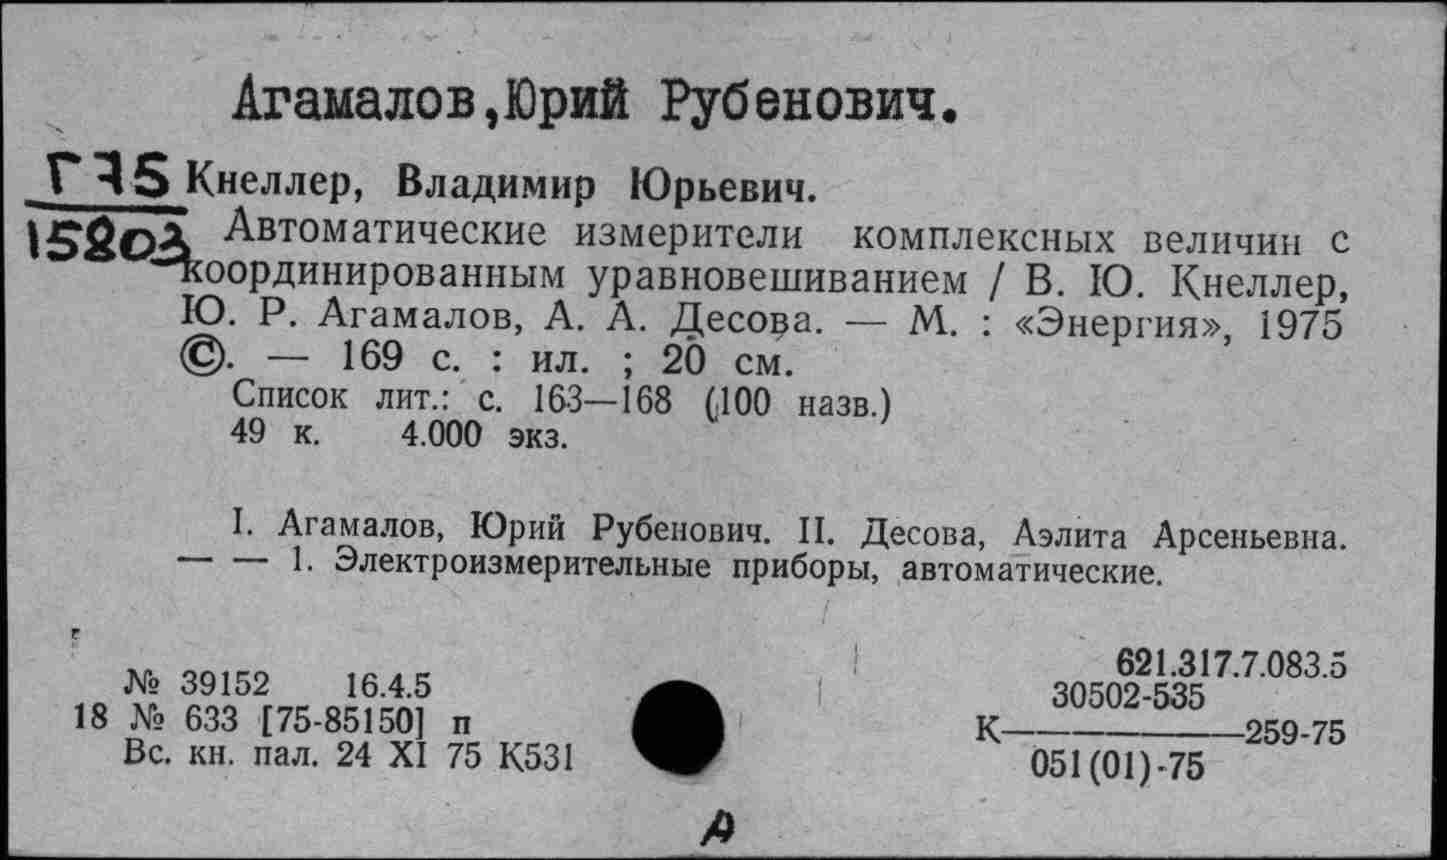 Агамалов,Юрий Рубенович.
Г75 Кнеллер, Владимир Юрьевич.
15803 Автоматические измерители комплексных величин с
координированным уравновешиванием / В. Ю. Кнеллер,
Ю. Р. Агамалов, А. А. Десова. — М. : «Энергия», 1975
©. — 169 с. : ил. ; 20 см.
Список лит.: с. 163—168 (100 назв.)
49 к. 4.000 экз.
I. Агамалов, Юрий Рубенович. II. Десова, Аэлита Арсеньевна.
— — 1. Электроизмерительные приборы, автоматические.
№ 39152 16.4.5
18 № 633 [75-85150] п
Вс. кн. пал. 24 XI 75 К531
621.317.7.083.5
30502-535
К————259-75
051(01)-75
А